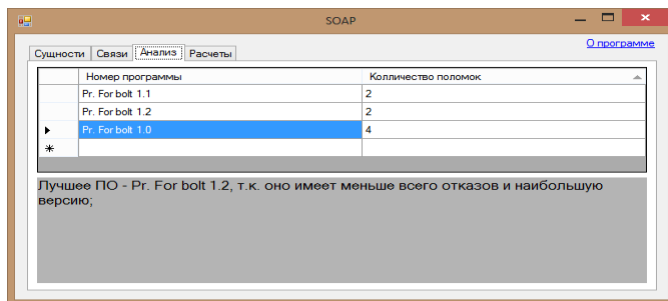 SOAP
О программе
Сущности Связи Анализ Расчеты
Номер программы Колличество поломок
Pr. For bolt 1.1 2
Pr. For bolt 1.2 2
Pr. For bolt 1.0 4
Лучшее ПО - Pr. For bolt 1.2, т.к. оно имеет меньше всего отказов и наибольшую
версию;